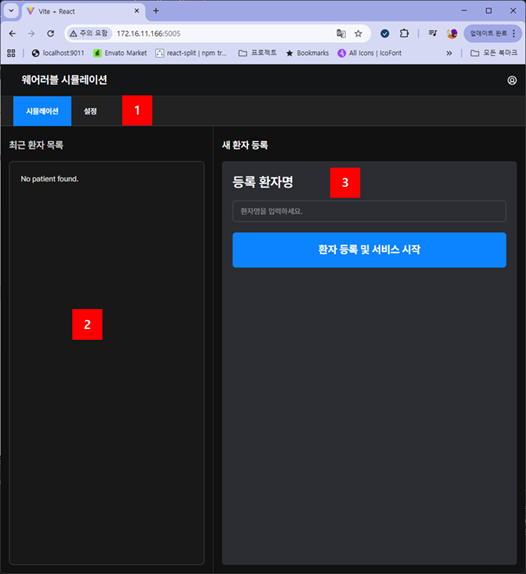 Vite + React
주의 요함
172.16.11.166:5005
업데이트 완료
localhost:9011
Envato Market
react-split | npm tr...
프로젝트
Bookmarks
All Icons | IcoFont
모든 북마크
웨어러블 시뮬레이션
시뮬레이션
설정
1
최근 환자 목록
새 환자 등록
No patient found.
등록 환자명
3
환자명을 입력하세요.
환자 등록 및 서비스 시작
2